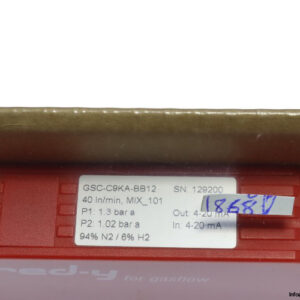 GSC-C9KA-BB12 SN: 129200
40 ln/min, MIX_101
P1: 1.3 bar a Out: 4-20 mA
P2: 1.02 bar a In: 4-20 mA
94% N2 / 6% H2
red-y
for gasflow